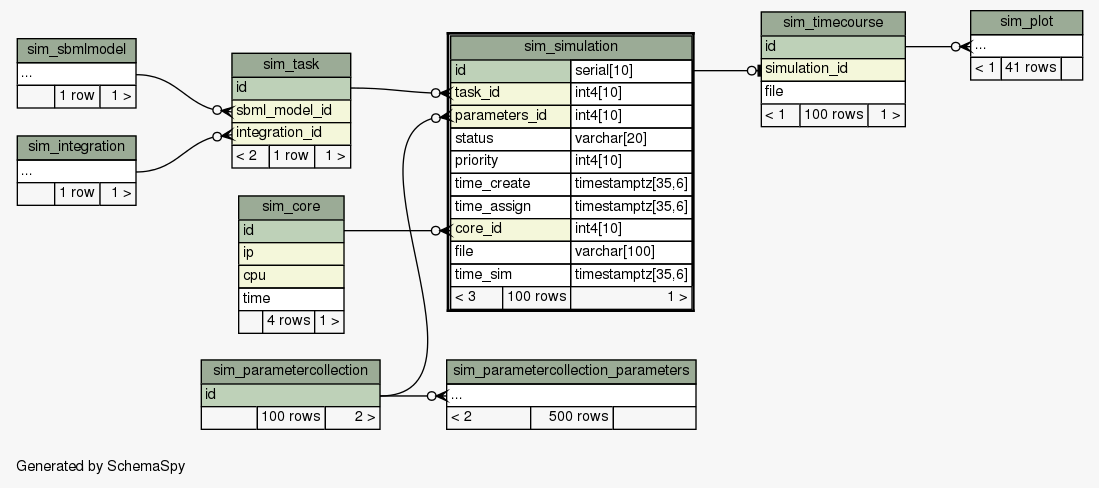 sim_sbmlmodel
...
1 row 1 >
sim_integration
...
1 row 1 >
sim_task
id
sbml_model_id
integration_id
< 2 1 row 1 >
sim_core
id
ip
cpu
time
4 rows 1 >
sim_parametercollection
id
100 rows 2 >
sim_simulation
id serial[10]
task_id int4[10]
parameters_id int4[10]
status varchar[20]
priority int4[10]
time_create timestamptz[35,6]
time_assign timestamptz[35,6]
core_id int4[10]
file varchar[100]
time_sim timestamptz[35,6]
< 3 100 rows 1 >
sim_parametercollection_parameters
...
< 2 500 rows
sim_timecourse
id
simulation_id
file
< 1 100 rows 1 >
sim_plot
...
< 1 41 rows
Generated by SchemaSpy